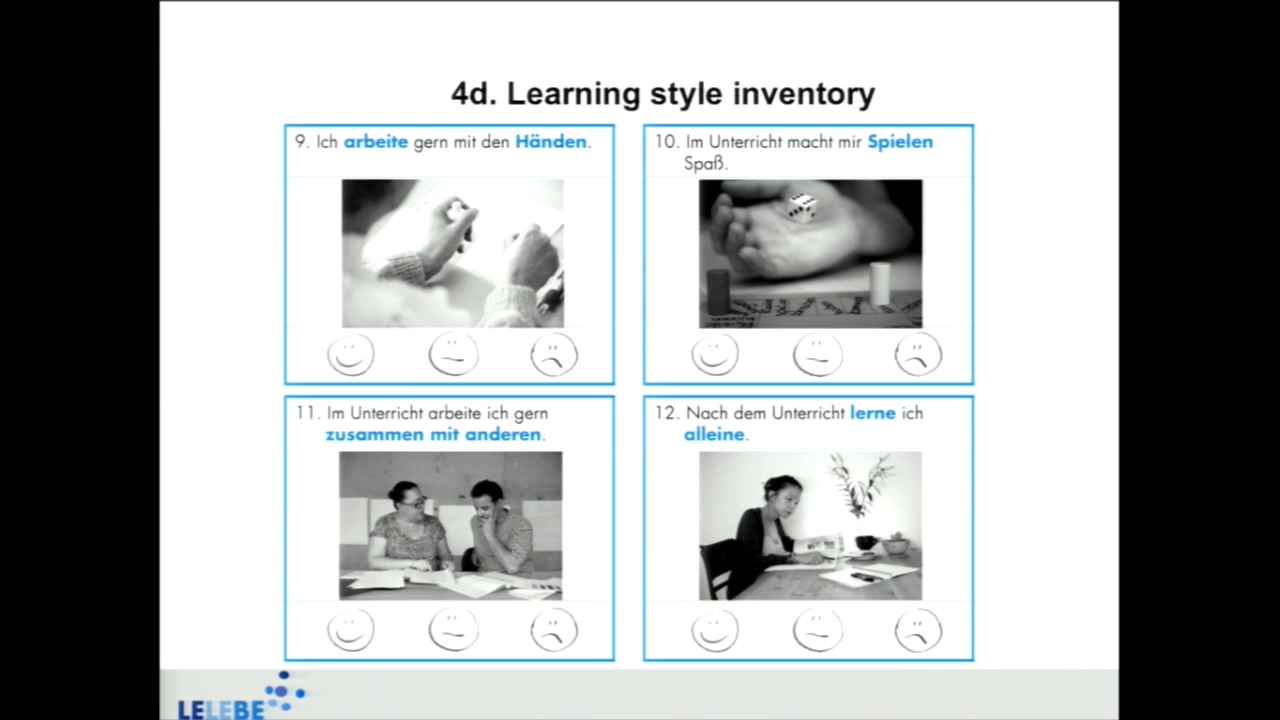 4d. Learning style inventory
9. Ich arbeite gern mit den Händen.
10. Im Unterricht macht mir Spielen
Spaß.
11. Im Unterricht arbeite ich gern
zusammen mit anderen.
12. Nach dem Unterricht lerne ich
alleine.
LELEBE